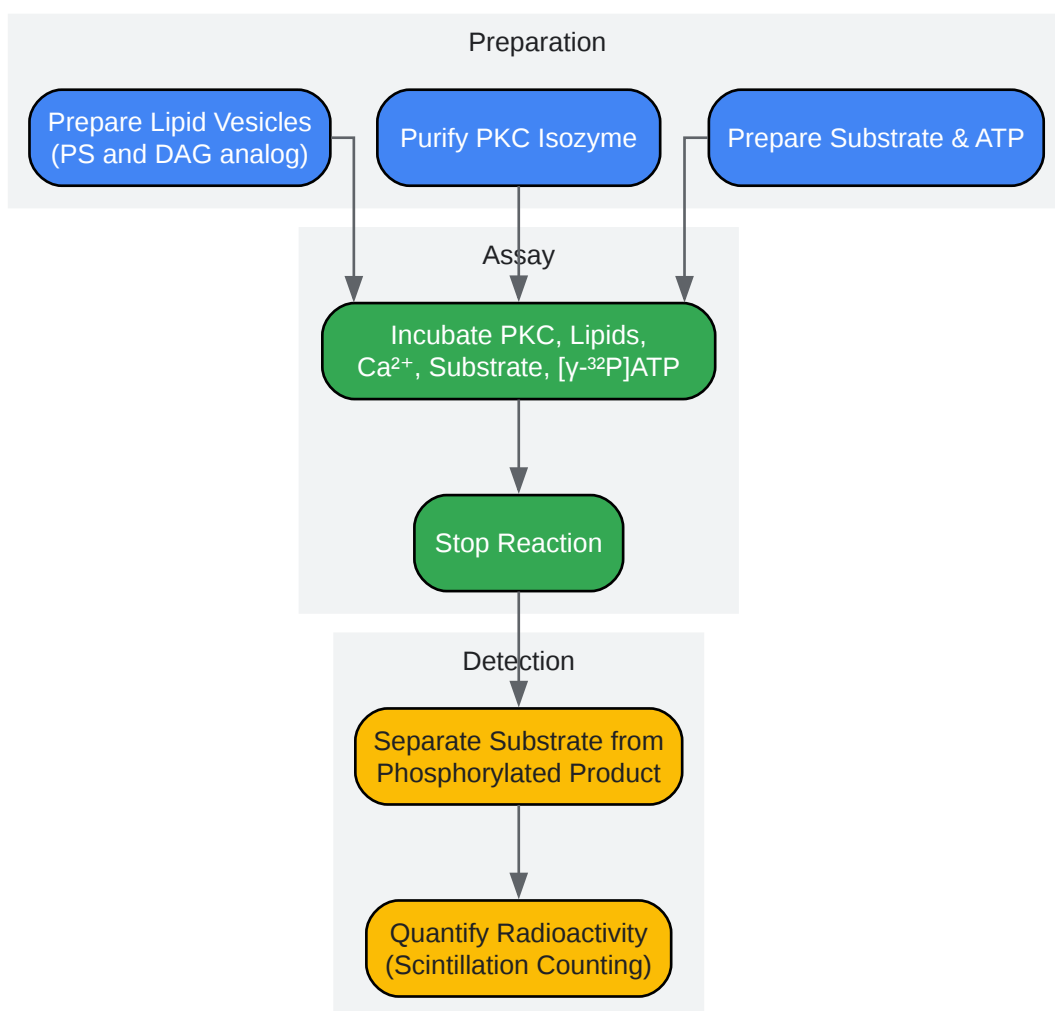 Preparation
Prepare Lipid Vesicles
(PS and DAG analog)
Purify PKC Isozyme
Prepare Substrate & ATP
Assay
Incubate PKC, Lipids,
Ca²⁺, Substrate, [γ-³²P]ATP
Stop Reaction
Detection
Separate Substrate from
Phosphorylated Product
Quantify Radioactivity
(Scintillation Counting)